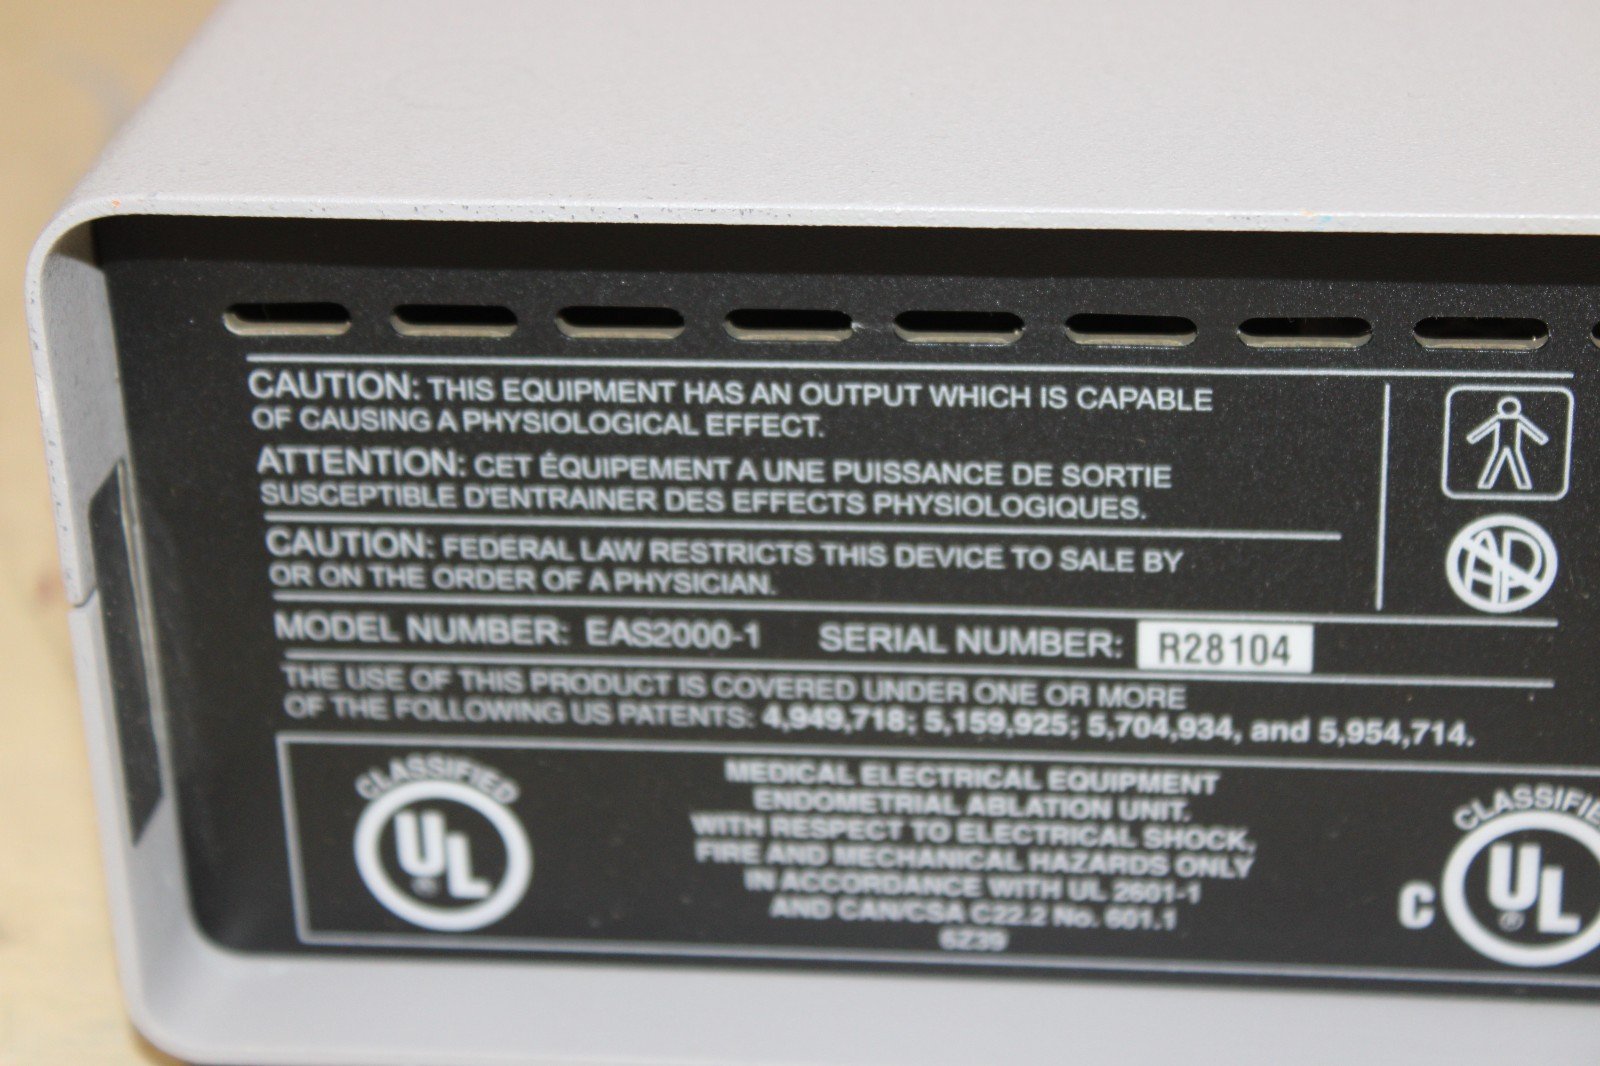 CAUTION: THIS EQUIPMENT HAS AN OUTPUT WHICH IS CAPABLE
OF CAUSING A PHYSIOLOGICAL EFFECT.
ATTENTION: CET ÉQUIPEMENT A UNE PUISSANCE DE SORTIE
SUSCEPTIBLE D'ENTRAINER DES EFFECTS PHYSIOLOGIQUES.
CAUTION: FEDERAL LAW RESTRICTS THIS DEVICE TO SALE BY
OR ON THE ORDER OF A PHYSICIAN.
AP
MODEL NUMBER: EAS2000-1 SERIAL NUMBER: R28104
THE USE OF THIS PRODUCT IS COVERED UNDER ONE OR MORE
OF THE FOLLOWING US PATENTS: 4,949,718; 5,159,925; 5,704,934, and 5,954,714.
CLASSIFIED
UL
®
MEDICAL ELECTRICAL EQUIPMENT
ENDOMETRIAL ABLATION UNIT.
WITH RESPECT TO ELECTRICAL SHOCK,
FIRE AND MECHANICAL HAZARDS ONLY
IN ACCORDANCE WITH UL 2601-1
AND CAN/CSA C22.2 No. 601.1
6Z39
CLASSIFIE
C UL
®